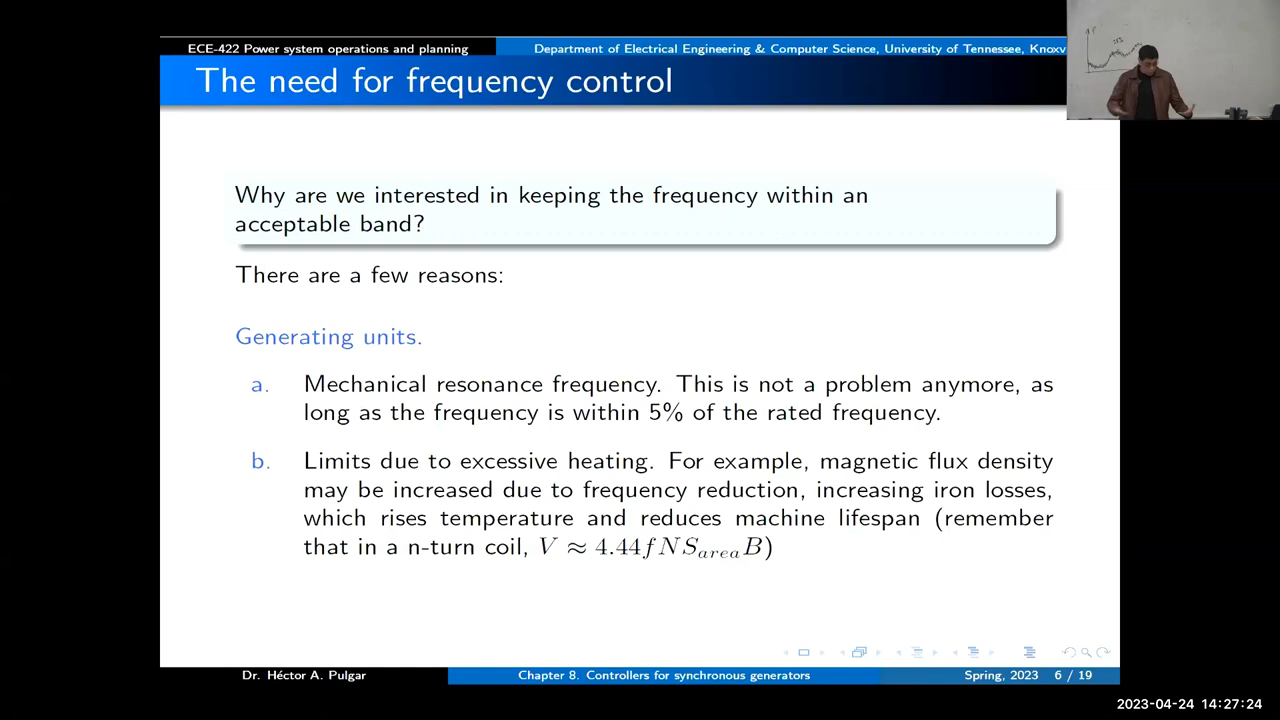 ECE-422 Power system operations and planning
Department of Electrical Engineering & Computer Science, University of Tennessee, Knoxv
The need for frequency control
Why are we interested in keeping the frequency within an
acceptable band?
There are a few reasons:
Generating units.
a. Mechanical resonance frequency. This is not a problem anymore, as
long as the frequency is within 5% of the rated frequency.
b. Limits due to excessive heating. For example, magnetic flux density
may be increased due to frequency reduction, increasing iron losses,
which rises temperature and reduces machine lifespan (remember
that in a n-turn coil, V ≈ 4.44fNS_{area}B)
Dr. Héctor A. Pulgar
Chapter 8. Controllers for synchronous generators
Spring, 2023 6 / 19
2023-04-24 14:27:24